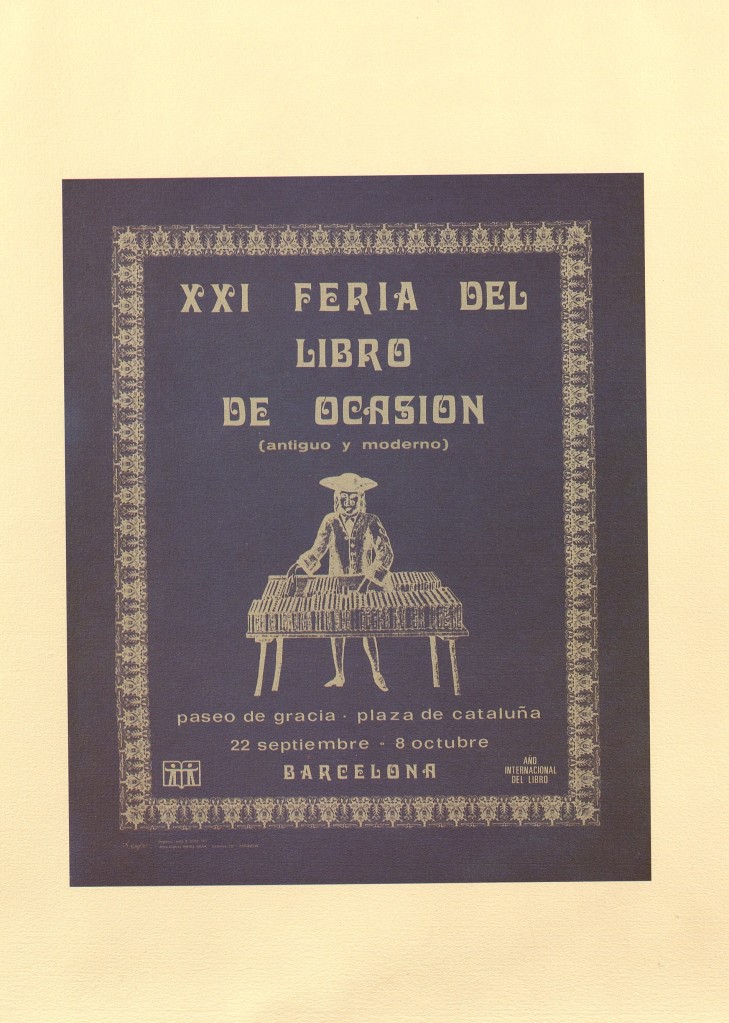 XXI FERIA DEL
LIBRO
DE OCASION
(antiguo y moderno)
paseo de gracia · plaza de cataluña
22 septiembre - 8 octubre
BARCELONA
AÑO
INTERNACIONAL
DEL LIBRO